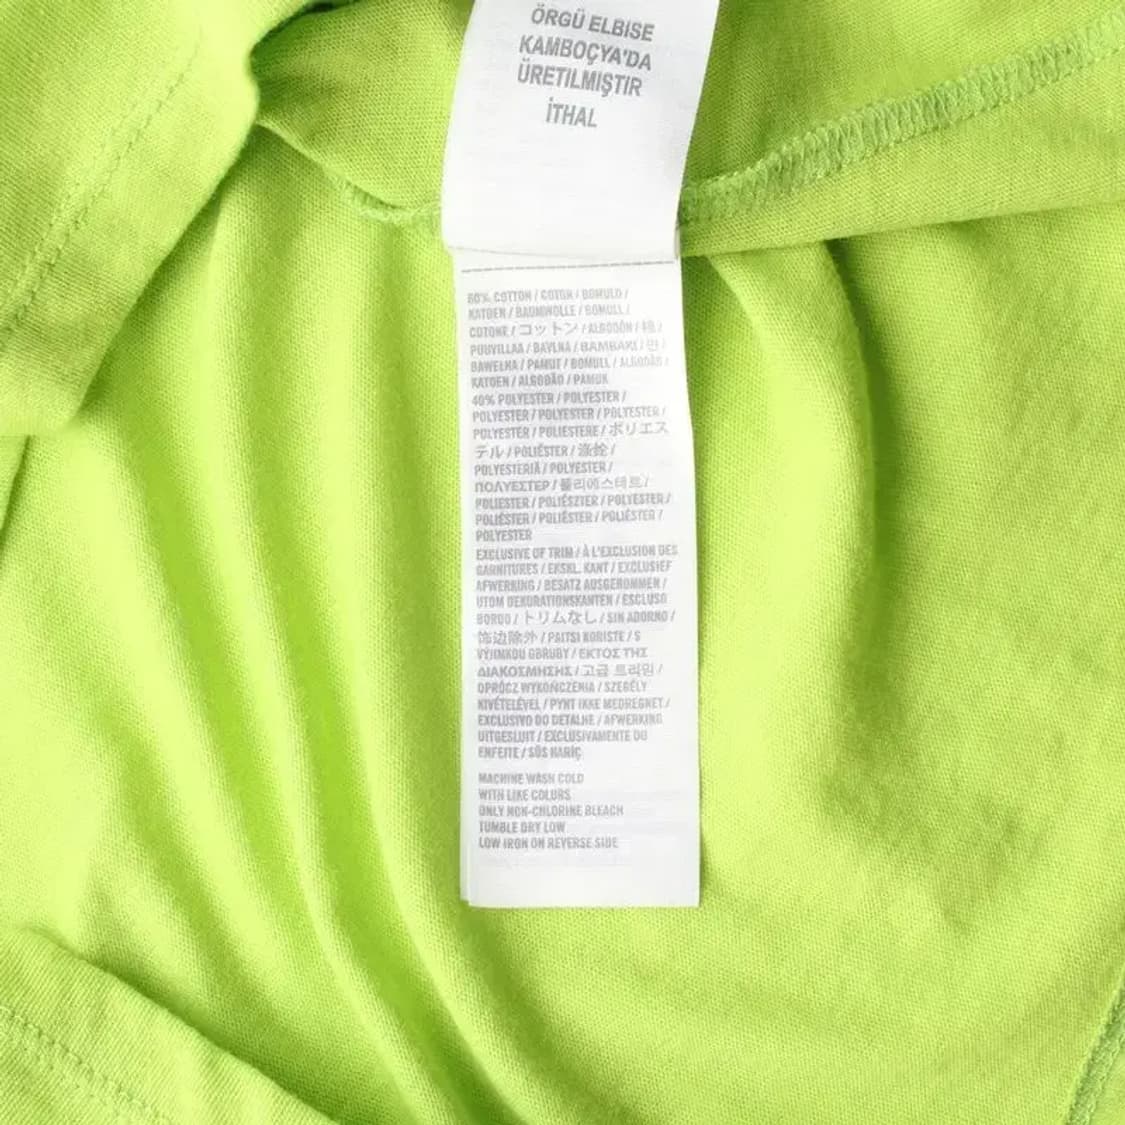 ÖRGÜ ELBISE
KAMBOÇYA'DA
ÜRETILMIŞTIR
İTHAL
60% COTTON / COTON / BOMULD /
KATOEN / BAUMWOLLE / BOMULL /
COTONE / コットン / ALGODÓN / 棉 /
PUUVILLAA / BAVLNA / BAMBAKI / 면 /
BAWEŁNA / PAMUT / BOMULL / ALGODÃO /
KATOEN / ALGODÃO / PAMUK
40% POLYESTER / POLYESTER /
POLYESTER / POLYESTER / POLYESTER /
POLYESTER / POLIESTERE / ポリエス
テル / POLIÉSTER / 涤纶 /
POLYESTERIÄ / POLYESTER /
ΠΟΛΥΕΣΤΕΡ / 폴리에스테르 /
POLIESTER / POLIÉSZTER / POLYESTER /
POLIÉSTER / POLIÉSTER / POLIÉSTER /
POLYESTER
EXCLUSIVE OF TRIM / À L'EXCLUSION DES
GARNITURES / EKSKL. KANT / EXCLUSIEF
AFWERKING / BESATZ AUSGENOMMEN /
UTOM DEKORATIONSKANTEN / ESCLUSO
BORDO / トリムなし / SIN ADORNO /
饰边除外 / PAITSI KORISTE / S
VÝJIMKOU OBRUBY / ΕΚΤΟΣ ΤΗΣ
ΔΙΑΚΟΣΜΗΣΗΣ / 고급 트리밍 /
OPRÓCZ WYKOŃCZENIA / SZEGÉLY
KIVÉTELÉVEL / PYNT IKKE MEDREGNET /
EXCLUSIVO DO DETALHE / AFWERKING
UITGESLUIT / EXCLUSIVAMENTE DO
ENFEITE / SÜS HARIÇ
MACHINE WASH COLD
WITH LIKE COLORS
ONLY NON-CHLORINE BLEACH
TUMBLE DRY LOW
LOW IRON ON REVERSE SIDE